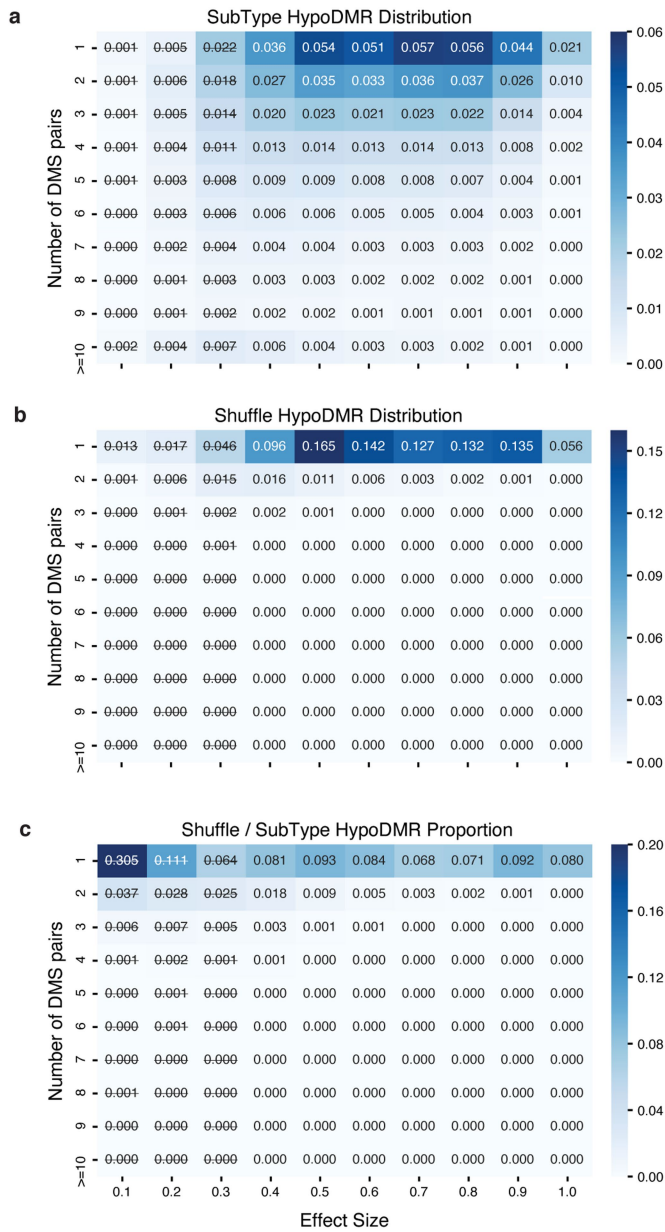 a
SubType HypoDMR Distribution
Number of DMS pairs
1 0.001 0.005 0.022 0.036 0.054 0.051 0.057 0.056 0.044 0.021
2 0.001 0.006 0.018 0.027 0.035 0.033 0.036 0.037 0.026 0.010
3 0.001 0.005 0.014 0.020 0.023 0.021 0.023 0.022 0.014 0.004
4 0.001 0.004 0.011 0.013 0.014 0.013 0.014 0.013 0.008 0.002
5 0.001 0.003 0.008 0.009 0.009 0.008 0.008 0.007 0.004 0.001
6 0.000 0.003 0.006 0.006 0.006 0.005 0.005 0.004 0.003 0.001
7 0.000 0.002 0.004 0.004 0.004 0.003 0.003 0.003 0.002 0.000
8 0.000 0.001 0.003 0.003 0.003 0.002 0.002 0.002 0.001 0.000
9 0.000 0.001 0.002 0.002 0.002 0.001 0.001 0.001 0.001 0.000
>=10 0.002 0.004 0.007 0.006 0.004 0.003 0.003 0.002 0.001 0.000
0.06
0.05
0.04
0.03
0.02
0.01
0.00
b
Shuffle HypoDMR Distribution
Number of DMS pairs
1 0.013 0.017 0.046 0.096 0.165 0.142 0.127 0.132 0.135 0.056
2 0.001 0.006 0.015 0.016 0.011 0.006 0.003 0.002 0.001 0.000
3 0.000 0.001 0.002 0.002 0.001 0.000 0.000 0.000 0.000 0.000
4 0.000 0.000 0.001 0.000 0.000 0.000 0.000 0.000 0.000 0.000
5 0.000 0.000 0.000 0.000 0.000 0.000 0.000 0.000 0.000 0.000
6 0.000 0.000 0.000 0.000 0.000 0.000 0.000 0.000 0.000 0.000
7 0.000 0.000 0.000 0.000 0.000 0.000 0.000 0.000 0.000 0.000
8 0.000 0.000 0.000 0.000 0.000 0.000 0.000 0.000 0.000 0.000
9 0.000 0.000 0.000 0.000 0.000 0.000 0.000 0.000 0.000 0.000
>=10 0.000 0.000 0.000 0.000 0.000 0.000 0.000 0.000 0.000 0.000
0.15
0.12
0.09
0.06
0.03
0.00
c
Shuffle / SubType HypoDMR Proportion
Number of DMS pairs
1 0.305 0.111 0.064 0.081 0.093 0.084 0.068 0.071 0.092 0.080
2 0.037 0.028 0.025 0.018 0.009 0.005 0.003 0.002 0.001 0.000
3 0.006 0.007 0.005 0.003 0.001 0.001 0.000 0.000 0.000 0.000
4 0.001 0.002 0.001 0.001 0.000 0.000 0.000 0.000 0.000 0.000
5 0.000 0.001 0.000 0.000 0.000 0.000 0.000 0.000 0.000 0.000
6 0.000 0.001 0.000 0.000 0.000 0.000 0.000 0.000 0.000 0.000
7 0.000 0.000 0.000 0.000 0.000 0.000 0.000 0.000 0.000 0.000
8 0.001 0.000 0.000 0.000 0.000 0.000 0.000 0.000 0.000 0.000
9 0.000 0.000 0.000 0.000 0.000 0.000 0.000 0.000 0.000 0.000
>=10 0.000 0.000 0.000 0.000 0.000 0.000 0.000 0.000 0.000 0.000
0.1 0.2 0.3 0.4 0.5 0.6 0.7 0.8 0.9 1.0
Effect Size
0.20
0.16
0.12
0.08
0.04
0.00